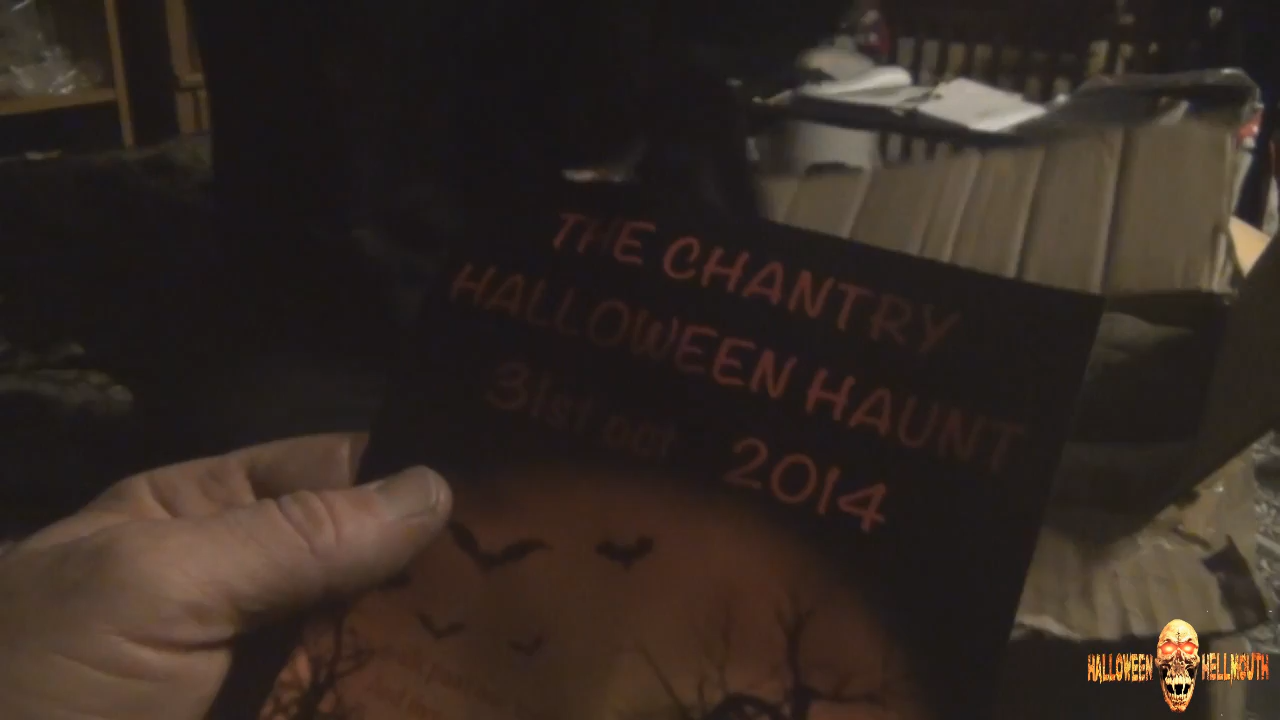 THE CHANTRY
HALLOWEEN HAUNT
31st oct 2014
HALLOWEEN HELLMOUTH